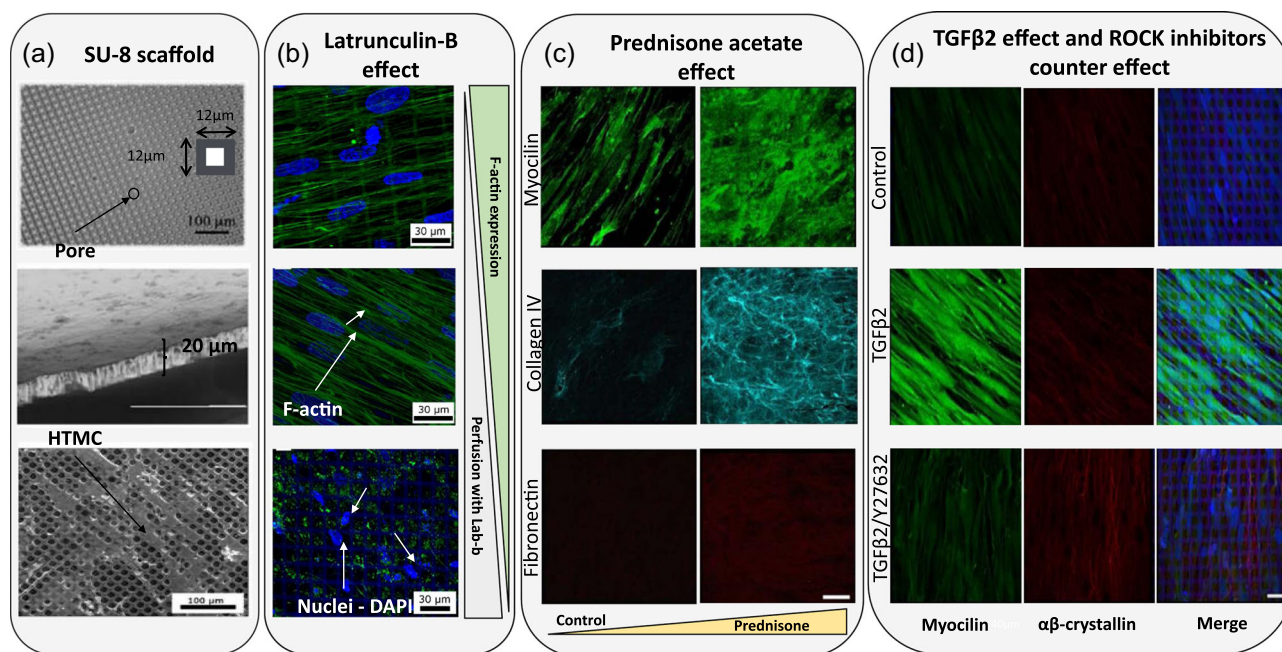 (a)
SU-8 scaffold
12μm
12μm
100 μm
Pore
20 μm
HTMC
100 μm
(b)
Latrunculin-B
effect
30 μm
F-actin
30 μm
Nuclei - DAPI
30 μm
F-actin expression
Perfusion with Lab-b
(c)
Prednisone acetate
effect
Myocilin
Collagen IV
Fibronectin
Control
Prednisone
(d)
TGFβ2 effect and ROCK inhibitors
counter effect
Control
TGFβ2
TGFβ2/Y27632
Myocilin
αβ-crystallin
Merge